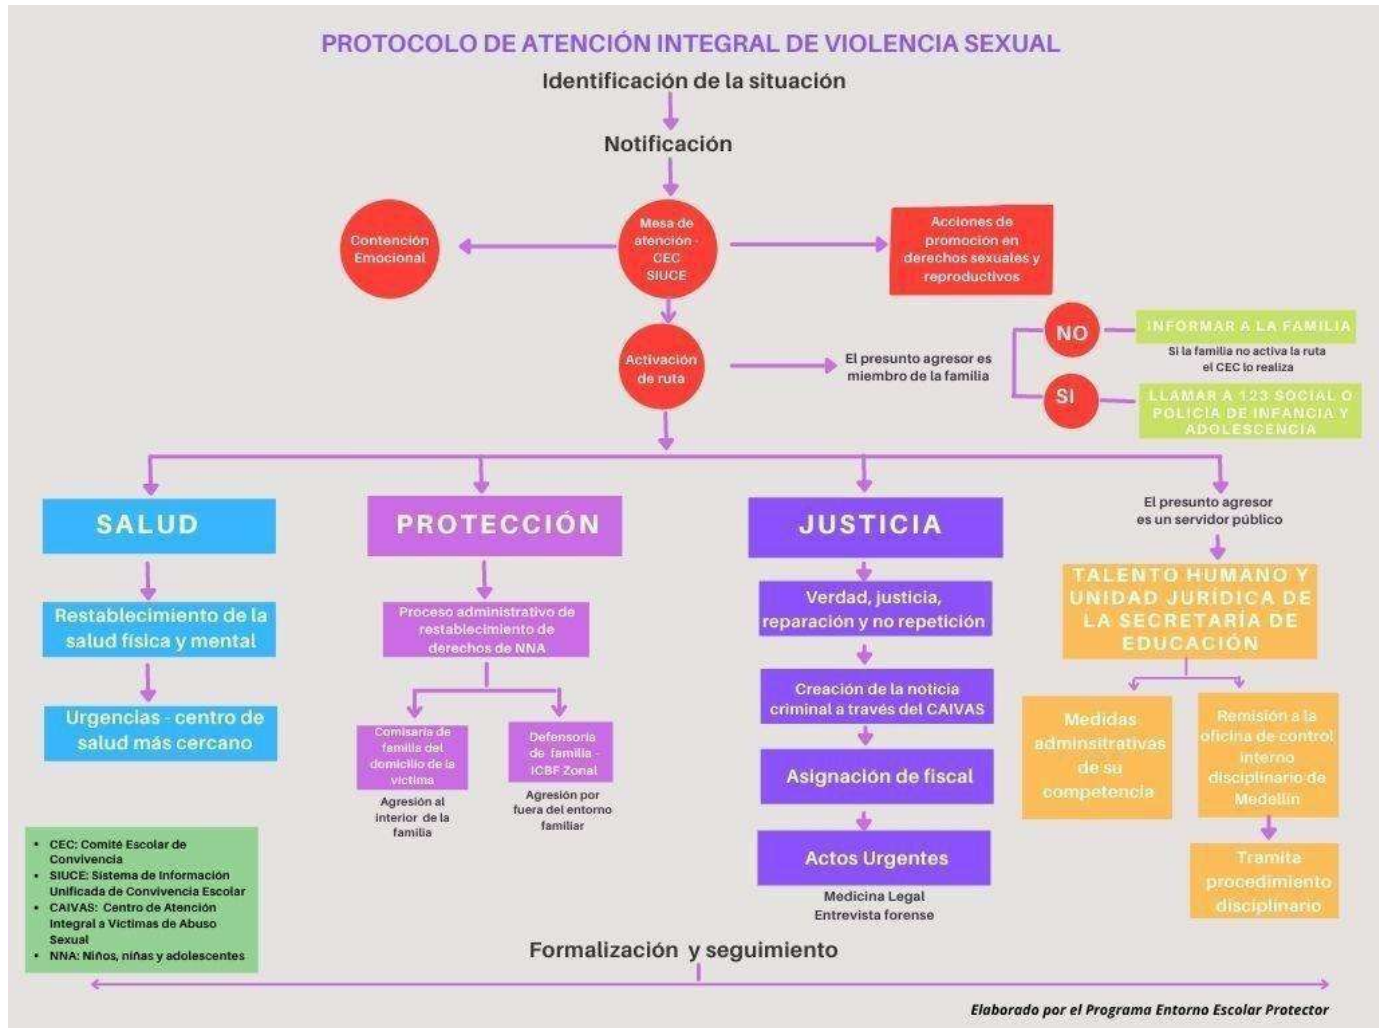 PROTOCOLO DE ATENCIÓN INTEGRAL DE VIOLENCIA SEXUAL
Identificación de la situación
Notificación
Contención
Emocional
Mesa de
atención -
CEC
SIUCE
Acciones de
promoción en
derechos sexuales y
reproductivos
Activación
de ruta
El presunto agresor es
miembro de la familia
NO
INFORMAR A LA FAMILIA
Si la familia no activa la ruta
el CEC lo realiza
SI
LLAMAR A 123 SOCIAL O
POLICÍA DE INFANCIA Y
ADOLESCENCIA
SALUD
Restablecimiento de la
salud física y mental
Urgencias - centro de
salud más cercano
PROTECCIÓN
Proceso administrativo de
restablecimiento de
derechos de NNA
Comisaría de
familia del
domicilio de la
víctima
Agresión al
interior de la
familia
Defensoría
de familia -
ICBF Zonal
Agresión por
fuera del entorno
familiar
JUSTICIA
Verdad, justicia,
reparación y no repetición
Creación de la noticia
criminal a través del CAIVAS
Asignación de fiscal
Actos Urgentes
Medicina Legal
Entrevista forense
El presunto agresor
es un servidor público
TALENTO HUMANO Y
UNIDAD JURÍDICA DE
LA SECRETARÍA DE
EDUCACIÓN
Medidas
adminsitrativas
de su
competencia
Remisión a la
oficina de control
interno
disciplinario de
Medellín
Tramita
procedimiento
disciplinario
• CEC: Comité Escolar de
Convivencia
• SIUCE: Sistema de Información
Unificada de Convivencia Escolar
• CAIVAS: Centro de Atención
Integral a Víctimas de Abuso
Sexual
• NNA: Niños, niñas y adolescentes
Formalización y seguimiento
Elaborado por el Programa Entorno Escolar Protector